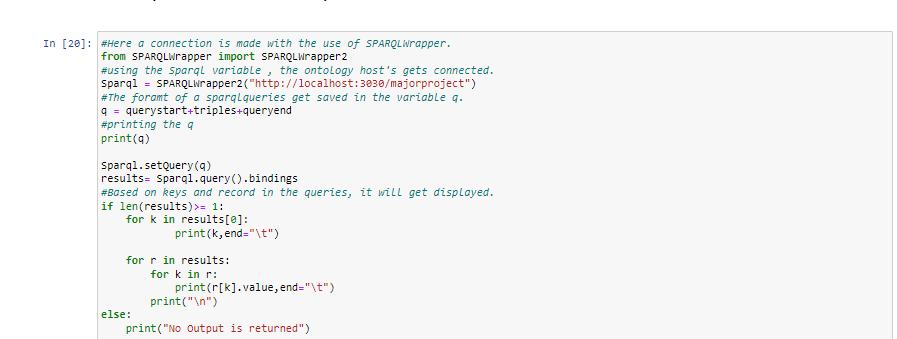 In [20]: #Here a connection is made with the use of SPARQLWrapper.
from SPARQLWrapper import SPARQLWrapper2
#using the Sparql variable , the ontology host's gets connected.
Sparql = SPARQLWrapper2("http://localhost:3030/majorproject")
#The foramt of a sparqlqueries get saved in the variable q.
q = querystart+triples+queryend
#printing the q
print(q)

Sparql.setQuery(q)
results= Sparql.query().bindings
#Based on keys and record in the queries, it will get displayed.
if len(results)>= 1:
    for k in results[0]:
            print(k,end="\t")

    for r in results:
        for k in r:
            print(r[k].value,end="\t")
        print("\n")
else:
    print("No Output is returned")